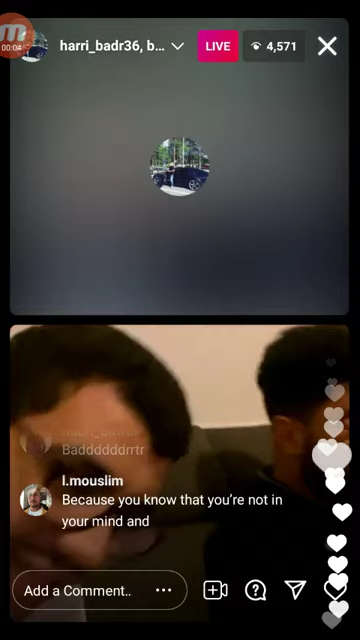 00:04
harri_badr36, b...
LIVE
4,571
Baddddddrrtr
l.mouslim
Because you know that you're not in
your mind and
Add a Comment..